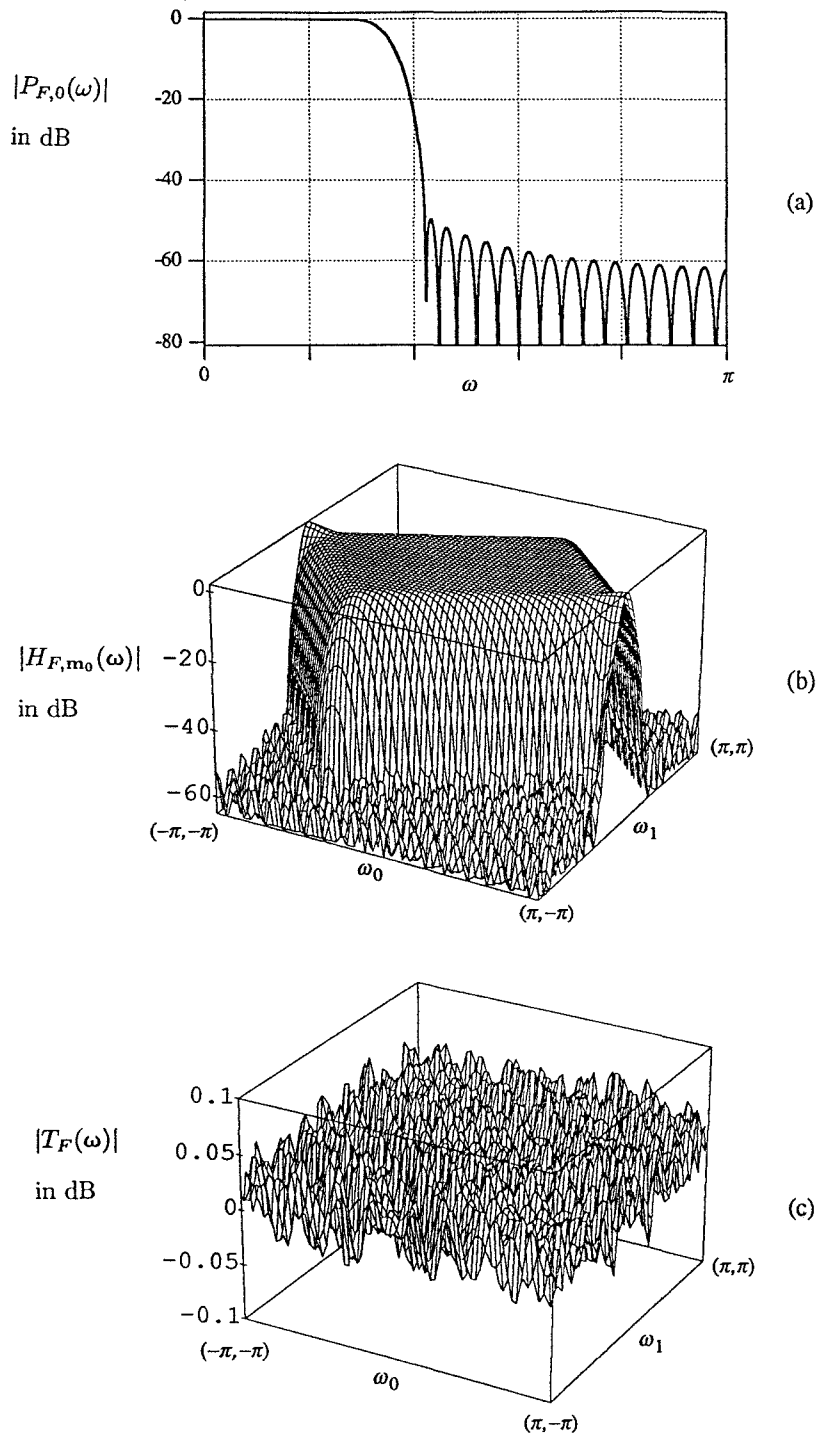 0
|P_{F,0}(ω)|
in dB
-20
-40
-60
-80
0
ω
π
(a)
0
|H_{F,m_0}(ω)|
in dB
−20
−40
−60
(−π,−π)
ω_0
(π,−π)
ω_1
(π,π)
(b)
0.1
|T_F(ω)|
in dB
0.05
0
−0.05
−0.1
(−π,−π)
ω_0
(π,−π)
ω_1
(π,π)
(c)